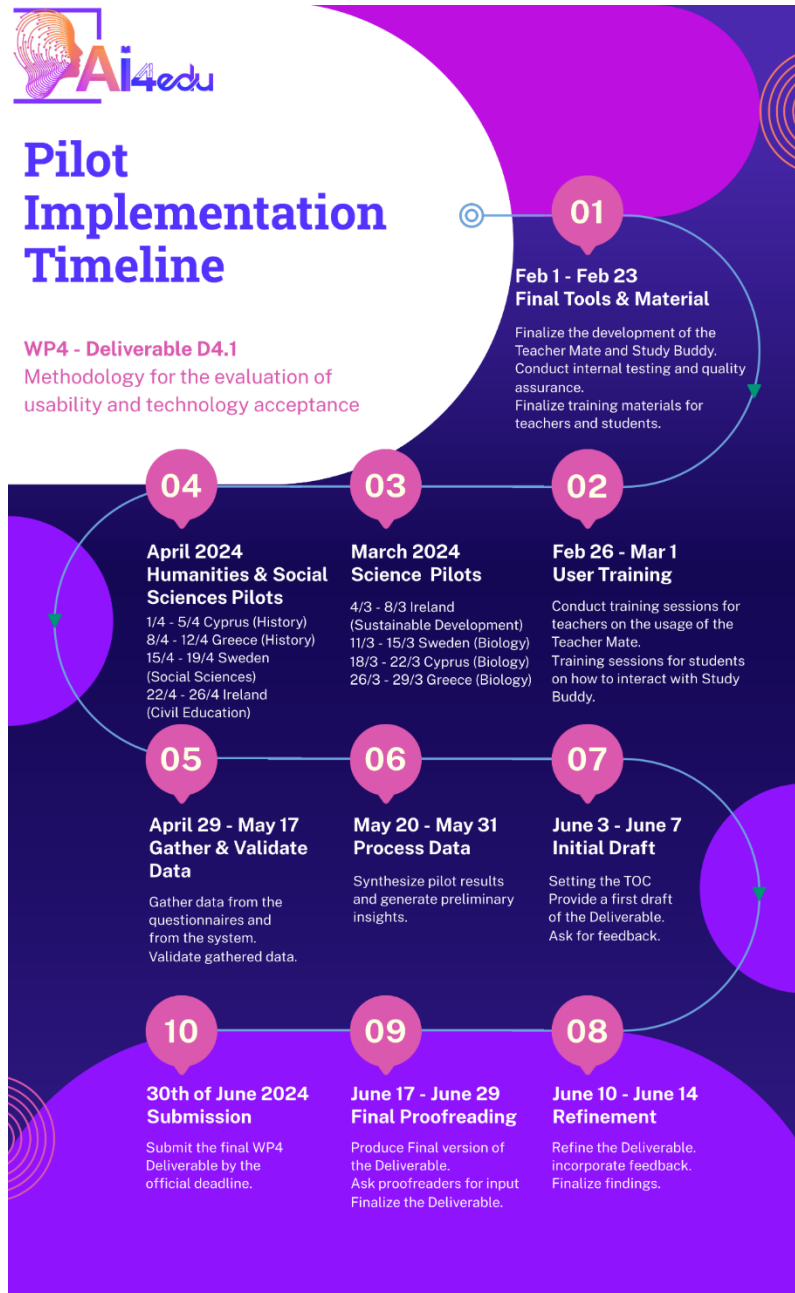 Ai4edu
Pilot
Implementation
Timeline
WP4 - Deliverable D4.1
Methodology for the evaluation of
usability and technology acceptance
01
Feb 1 - Feb 23
Final Tools & Material
Finalize the development of the
Teacher Mate and Study Buddy.
Conduct internal testing and quality
assurance.
Finalize training materials for
teachers and students.
02
Feb 26 - Mar 1
User Training
Conduct training sessions for
teachers on the usage of the
Teacher Mate.
Training sessions for students
on how to interact with Study
Buddy.
03
March 2024
Science Pilots
4/3 - 8/3 Ireland
(Sustainable Development)
11/3 - 15/3 Sweden (Biology)
18/3 - 22/3 Cyprus (Biology)
26/3 - 29/3 Greece (Biology)
04
April 2024
Humanities & Social
Sciences Pilots
1/4 - 5/4 Cyprus (History)
8/4 - 12/4 Greece (History)
15/4 - 19/4 Sweden
(Social Sciences)
22/4 - 26/4 Ireland
(Civil Education)
05
April 29 - May 17
Gather & Validate
Data
Gather data from the
questionnaires and
from the system.
Validate gathered data.
06
May 20 - May 31
Process Data
Synthesize pilot results
and generate preliminary
insights.
07
June 3 - June 7
Initial Draft
Setting the TOC
Provide a first draft
of the Deliverable.
Ask for feedback.
08
June 10 - June 14
Refinement
Refine the Deliverable.
incorporate feedback.
Finalize findings.
09
June 17 - June 29
Final Proofreading
Produce Final version of
the Deliverable.
Ask proofreaders for input
Finalize the Deliverable.
10
30th of June 2024
Submission
Submit the final WP4
Deliverable by the
official deadline.